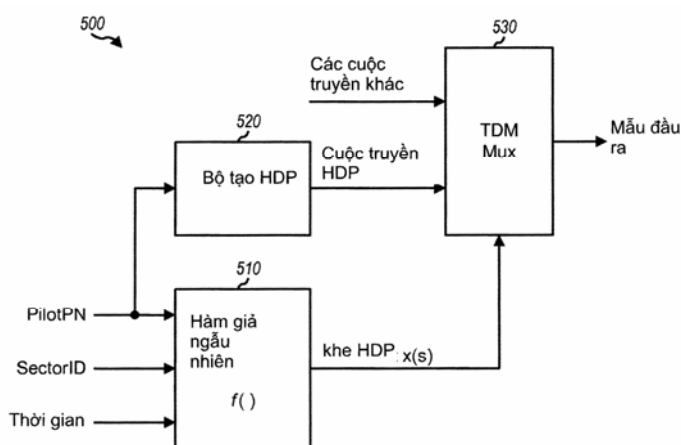 500
530
Các cuộc
truyền khác
TDM
Mux
Mẫu đầu
ra
520
Bộ tạo HDP
Cuộc truyền
HDP
510
PilotPN
SectorID
Thời gian
Hàm giả
ngẫu
nhiên
f( )
khe HDP: x(s)